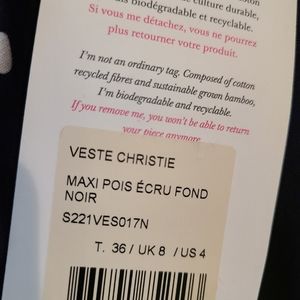 culture durable,
biodégradable et recyclable.
Si vous me détachez, vous ne pourrez
plus retourner votre produit.
I'm not an ordinary tag. Composed of cotton
recycled fibres and sustainable grown bamboo,
I'm biodegradable and recyclable.
If you remove me, you won't be able to return
your piece anymore.
VESTE CHRISTIE
MAXI POIS ÉCRU FOND
NOIR
S221VES017N
T. 36 / UK 8 / US 4